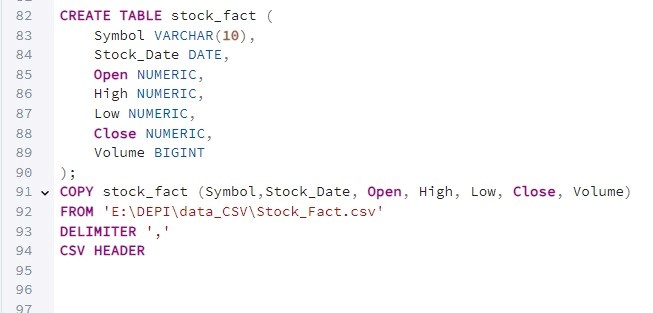 82 CREATE TABLE stock_fact (
83 Symbol VARCHAR(10),
84 Stock_Date DATE,
85 Open NUMERIC,
86 High NUMERIC,
87 Low NUMERIC,
88 Close NUMERIC,
89 Volume BIGINT
90 );
91 COPY stock_fact (Symbol,Stock_Date, Open, High, Low, Close, Volume)
92 FROM 'E:\DEPI\data_CSV\Stock_Fact.csv'
93 DELIMITER ','
94 CSV HEADER
95
96
97